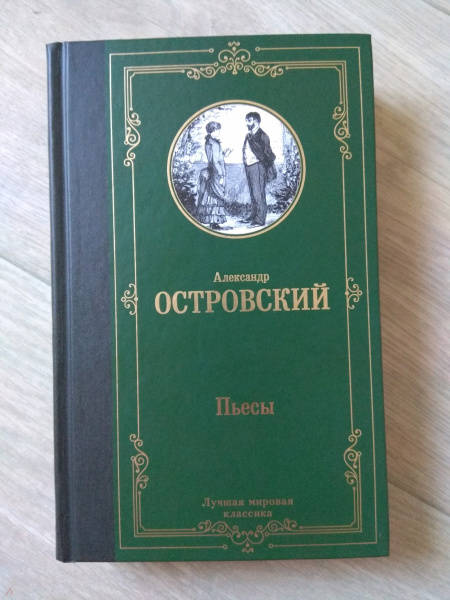 Александр
ОСТРОВСКИЙ
Пьесы
Лучшая мировая
классика